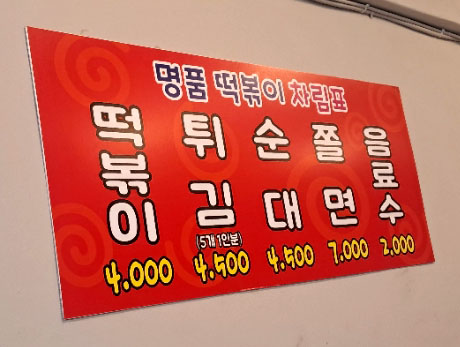 명품 떡볶이 차림표
떡볶이
4.000
튀김
(5개 1인분)
4.500
순대
4.500
쫄면
7.000
음료수
2.000